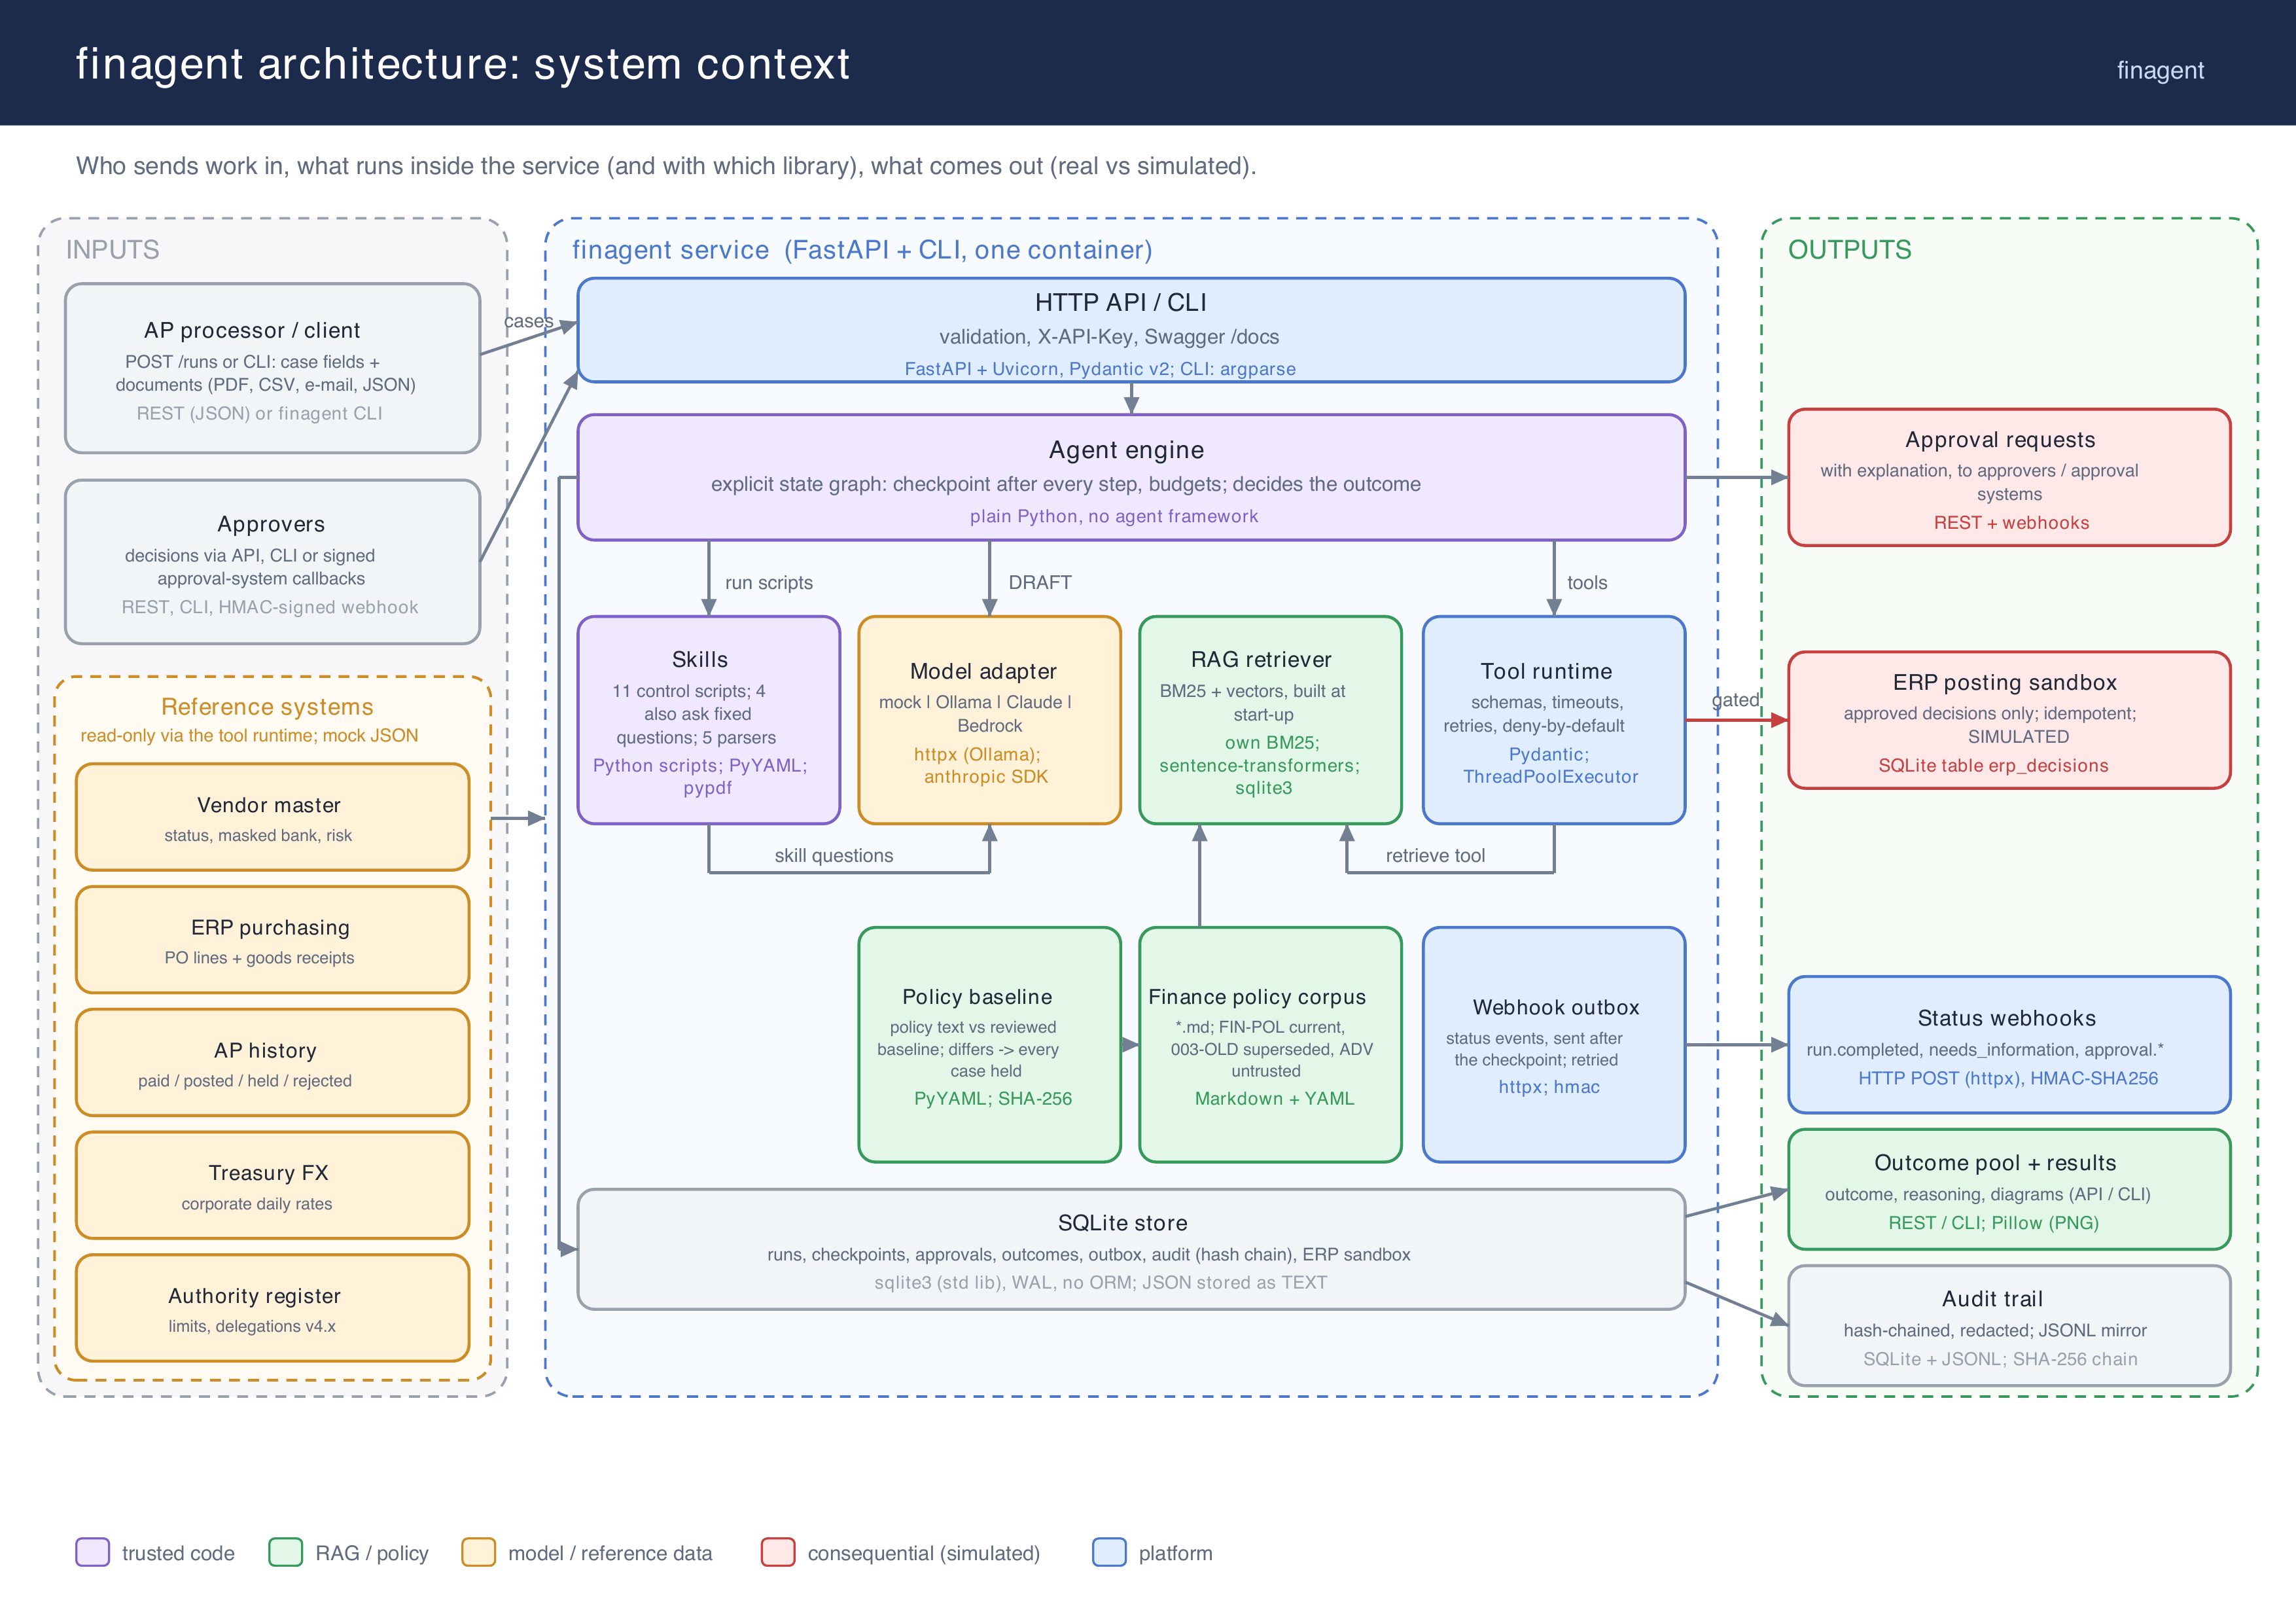 finagent architecture: system context
finagent
Who sends work in, what runs inside the service (and with which library), what comes out (real vs simulated).
INPUTS
AP processor / client
POST /runs or CLI: case fields +
documents (PDF, CSV, e-mail, JSON)
REST (JSON) or finagent CLI
cases
Approvers
decisions via API, CLI or signed
approval-system callbacks
REST, CLI, HMAC-signed webhook
Reference systems
read-only via the tool runtime; mock JSON
Vendor master
status, masked bank, risk
ERP purchasing
PO lines + goods receipts
AP history
paid / posted / held / rejected
Treasury FX
corporate daily rates
Authority register
limits, delegations v4.x
finagent service (FastAPI + CLI, one container)
HTTP API / CLI
validation, X-API-Key, Swagger /docs
FastAPI + Uvicorn, Pydantic v2; CLI: argparse
Agent engine
explicit state graph: checkpoint after every step, budgets; decides the outcome
plain Python, no agent framework
run scripts
DRAFT
tools
Skills
11 control scripts; 4
also ask fixed
questions; 5 parsers
Python scripts; PyYAML;
pypdf
Model adapter
mock | Ollama | Claude |
Bedrock
httpx (Ollama);
anthropic SDK
RAG retriever
BM25 + vectors, built at
start-up
own BM25;
sentence-transformers;
sqlite3
Tool runtime
schemas, timeouts,
retries, deny-by-default
Pydantic;
ThreadPoolExecutor
gated
skill questions
retrieve tool
Policy baseline
policy text vs reviewed
baseline; differs -> every
case held
PyYAML; SHA-256
Finance policy corpus
*.md; FIN-POL current,
003-OLD superseded, ADV
untrusted
Markdown + YAML
Webhook outbox
status events, sent after
the checkpoint; retried
httpx; hmac
SQLite store
runs, checkpoints, approvals, outcomes, outbox, audit (hash chain), ERP sandbox
sqlite3 (std lib), WAL, no ORM; JSON stored as TEXT
OUTPUTS
Approval requests
with explanation, to approvers / approval
systems
REST + webhooks
ERP posting sandbox
approved decisions only; idempotent;
SIMULATED
SQLite table erp_decisions
Status webhooks
run.completed, needs_information, approval.*
HTTP POST (httpx), HMAC-SHA256
Outcome pool + results
outcome, reasoning, diagrams (API / CLI)
REST / CLI; Pillow (PNG)
Audit trail
hash-chained, redacted; JSONL mirror
SQLite + JSONL; SHA-256 chain
trusted code
RAG / policy
model / reference data
consequential (simulated)
platform